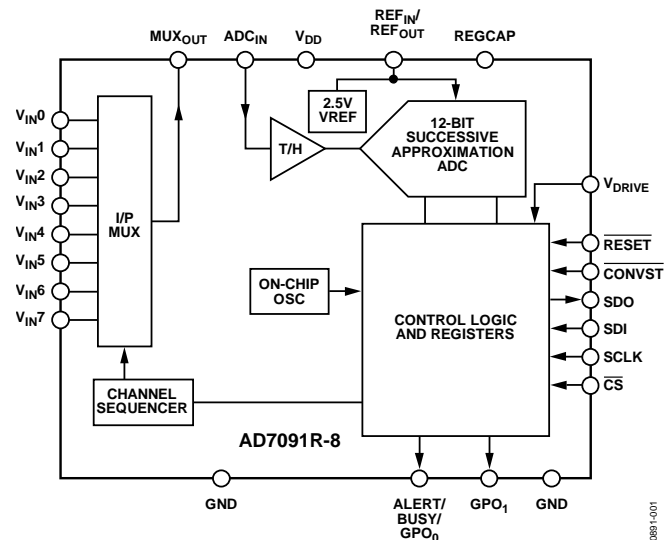 MUXOUT
ADCIN
VDD
REFIN/
REFOUT
REGCAP
2.5V
VREF
12-BIT
SUCCESSIVE
APPROXIMATION
ADC
T/H
VIN0
VIN1
VIN2
VIN3
VIN4
VIN5
VIN6
VIN7
I/P
MUX
VDRIVE
RESET
CONVST
SDO
SDI
SCLK
CS
ON-CHIP
OSC
CONTROL LOGIC
AND REGISTERS
CHANNEL
SEQUENCER
AD7091R-8
GND
ALERT/
BUSY/
GPO0
GPO1
GND
0891-001